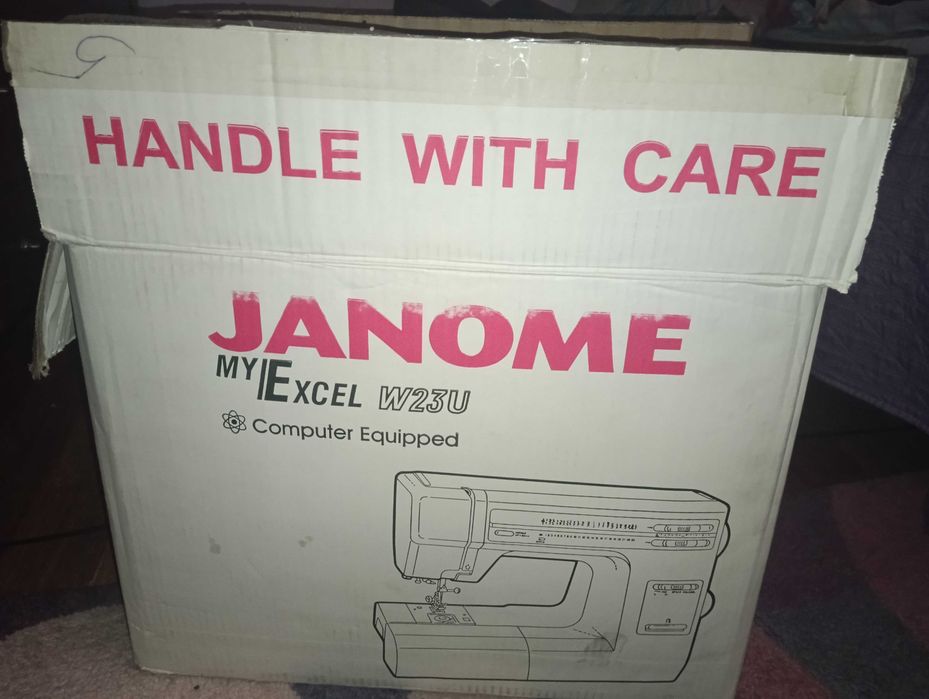 HANDLE WITH CARE
JANOME
MY EXCEL W23U
Computer Equipped